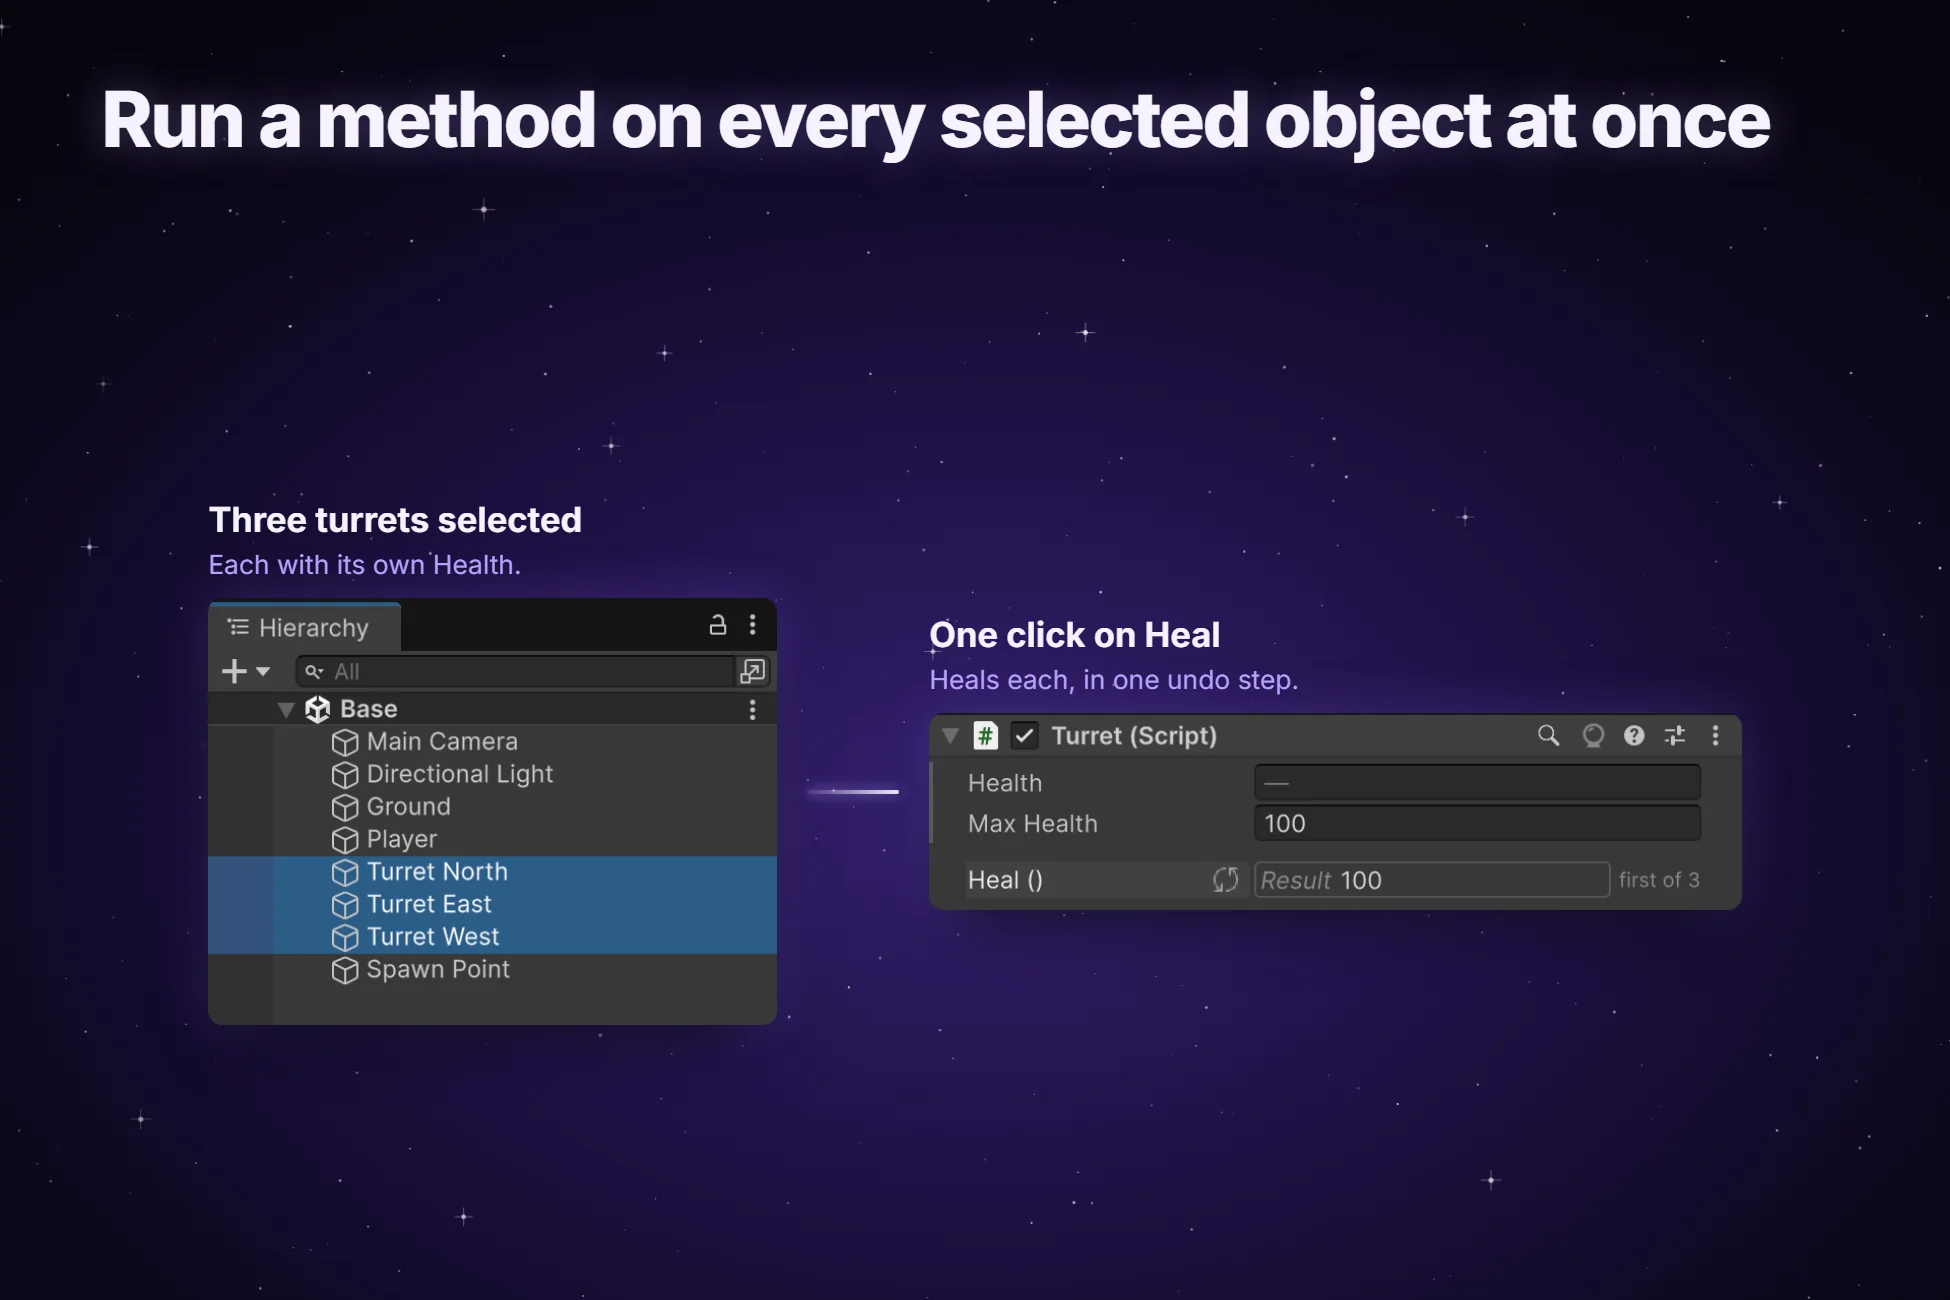 Run a method on every selected object at once
Three turrets selected
Each with its own Health.
Hierarchy
All
Base
Main Camera
Directional Light
Ground
Player
Turret North
Turret East
Turret West
Spawn Point
One click on Heal
Heals each, in one undo step.
# Turret (Script)
Health —
Max Health 100
Heal () Result 100 first of 3